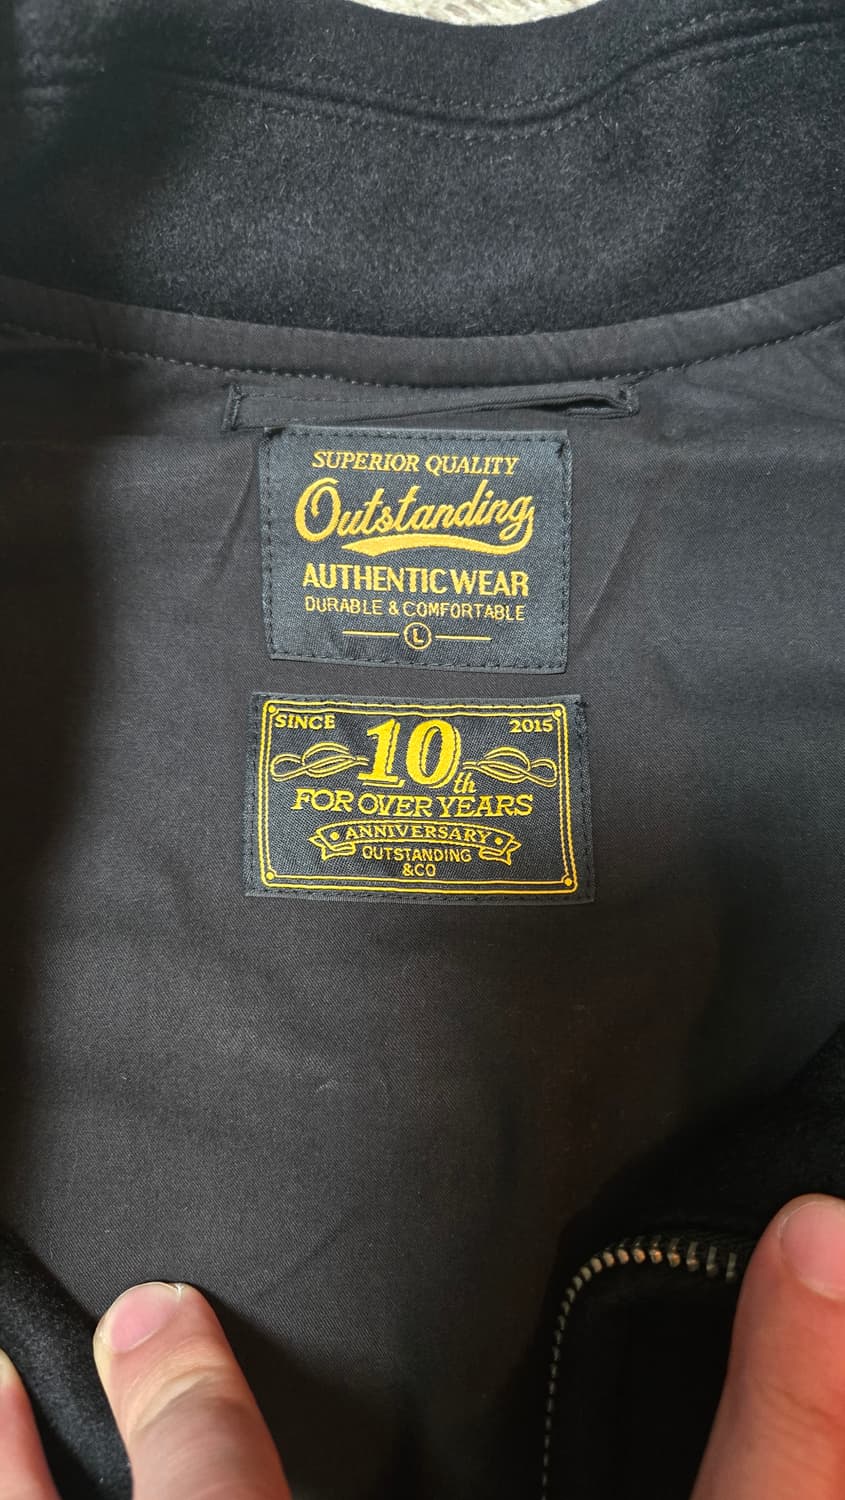 SUPERIOR QUALITY
Outstanding
AUTHENTIC WEAR
DURABLE & COMFORTABLE
L
SINCE 2015
10th
FOR OVER YEARS
ANNIVERSARY
OUTSTANDING
&CO